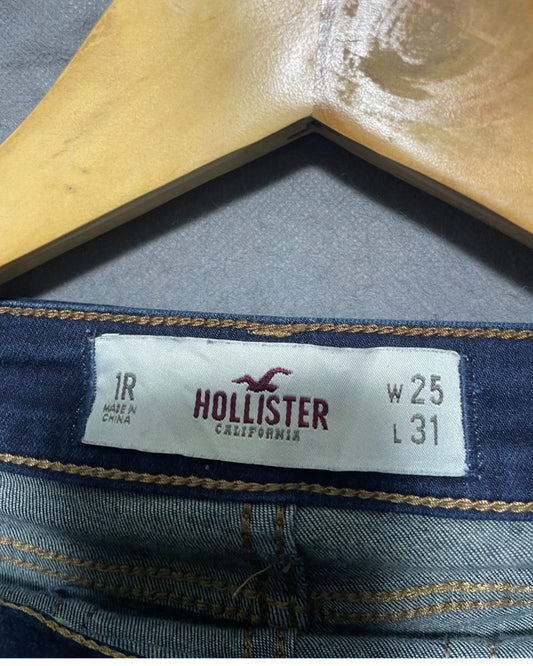 1R
MADE IN
CHINA
HOLLISTER
CALIFORNIA
W 25
L 31